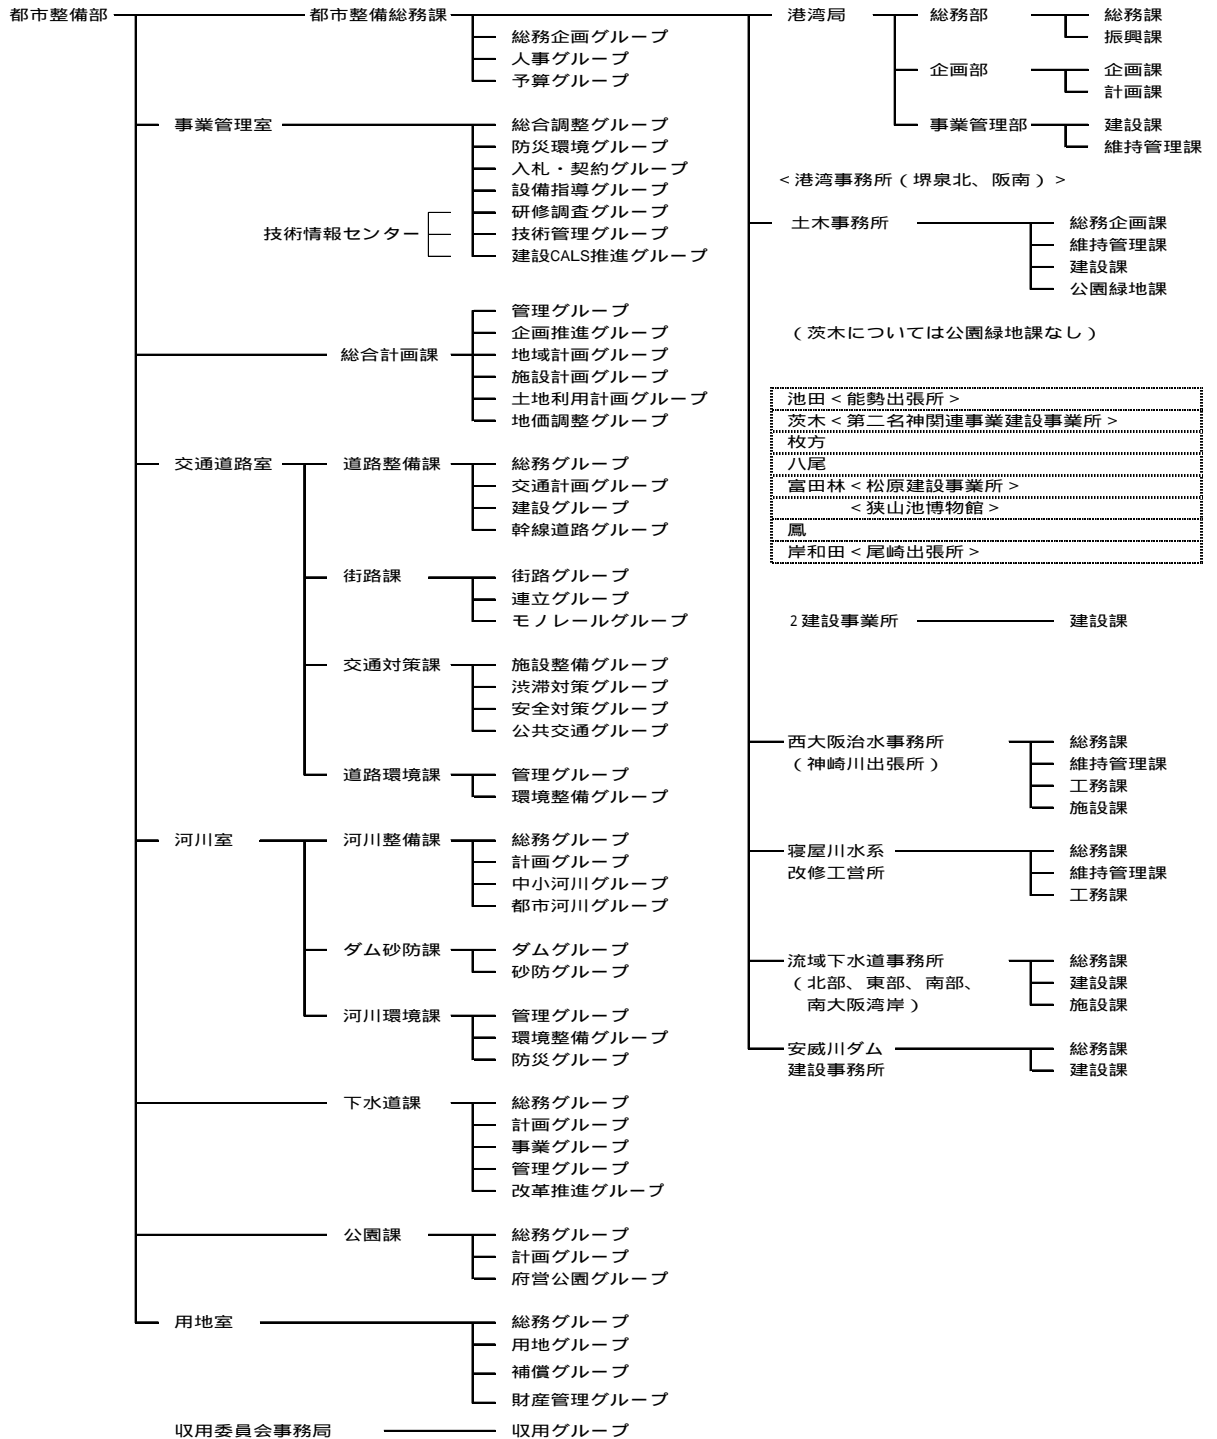 都市整備部
都市整備総務課
総務企画グループ
人事グループ
予算グループ
事業管理室
総合調整グループ
防災環境グループ
入札・契約グループ
設備指導グループ
研修調査グループ
技術情報センター
技術管理グループ
建設CALS推進グループ
総合計画課
管理グループ
企画推進グループ
地域計画グループ
施設計画グループ
土地利用計画グループ
地価調整グループ
交通道路室
道路整備課
総務グループ
交通計画グループ
建設グループ
幹線道路グループ
街路課
街路グループ
連立グループ
モノレールグループ
交通対策課
施設整備グループ
渋滞対策グループ
安全対策グループ
公共交通グループ
道路環境課
管理グループ
環境整備グループ
河川室
河川整備課
総務グループ
計画グループ
中小河川グループ
都市河川グループ
ダム砂防課
ダムグループ
砂防グループ
河川環境課
管理グループ
環境整備グループ
防災グループ
下水道課
総務グループ
計画グループ
事業グループ
管理グループ
改革推進グループ
公園課
総務グループ
計画グループ
府営公園グループ
用地室
総務グループ
用地グループ
補償グループ
財産管理グループ
収用委員会事務局
収用グループ
港湾局
総務部
総務課
振興課
企画部
企画課
計画課
事業管理部
建設課
維持管理課
＜港湾事務所（堺泉北、阪南）＞
土木事務所
総務企画課
維持管理課
建設課
公園緑地課
（茨木については公園緑地課なし）
池田＜能勢出張所＞
茨木＜第二名神関連事業建設事業所＞
枚方
八尾
富田林＜松原建設事業所＞
＜狭山池博物館＞
鳳
岸和田＜尾崎出張所＞
2建設事業所
建設課
西大阪治水事務所
（神崎川出張所）
総務課
維持管理課
工務課
施設課
寝屋川水系
改修工営所
総務課
維持管理課
工務課
流域下水道事務所
（北部、東部、南部、
南大阪湾岸）
総務課
建設課
施設課
安威川ダム
建設事務所
総務課
建設課